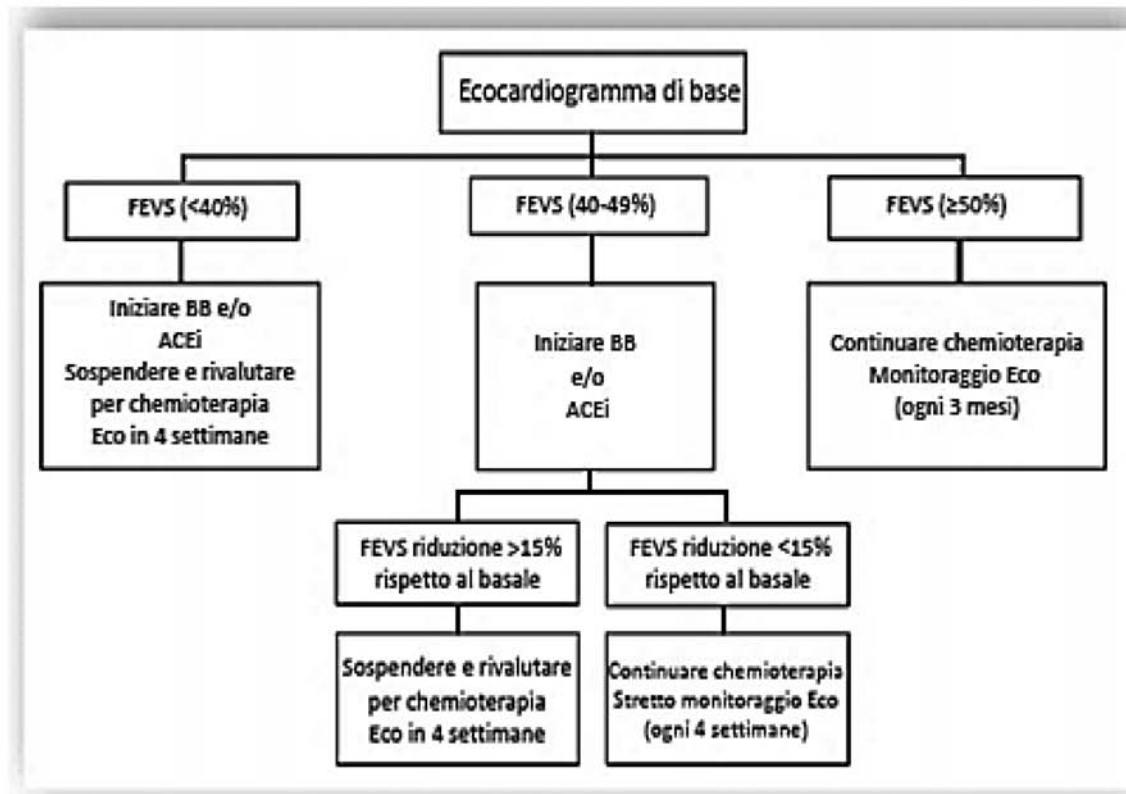 Ecocardiogramma di base
FEVS (<40%)
FEVS (40-49%)
FEVS (≥50%)
Iniziare BB e/o
ACEi
Sospendere e rivalutare
per chemioterapia
Eco in 4 settimane
Iniziare BB
e/o
ACEi
Continuare chemioterapia
Monitoraggio Eco
(ogni 3 mesi)
FEVS riduzione >15%
rispetto al basale
FEVS riduzione <15%
rispetto al basale
Sospendere e rivalutare
per chemioterapia
Eco in 4 settimane
Continuare chemioterapia
Stretto monitoraggio Eco
(ogni 4 settimane)